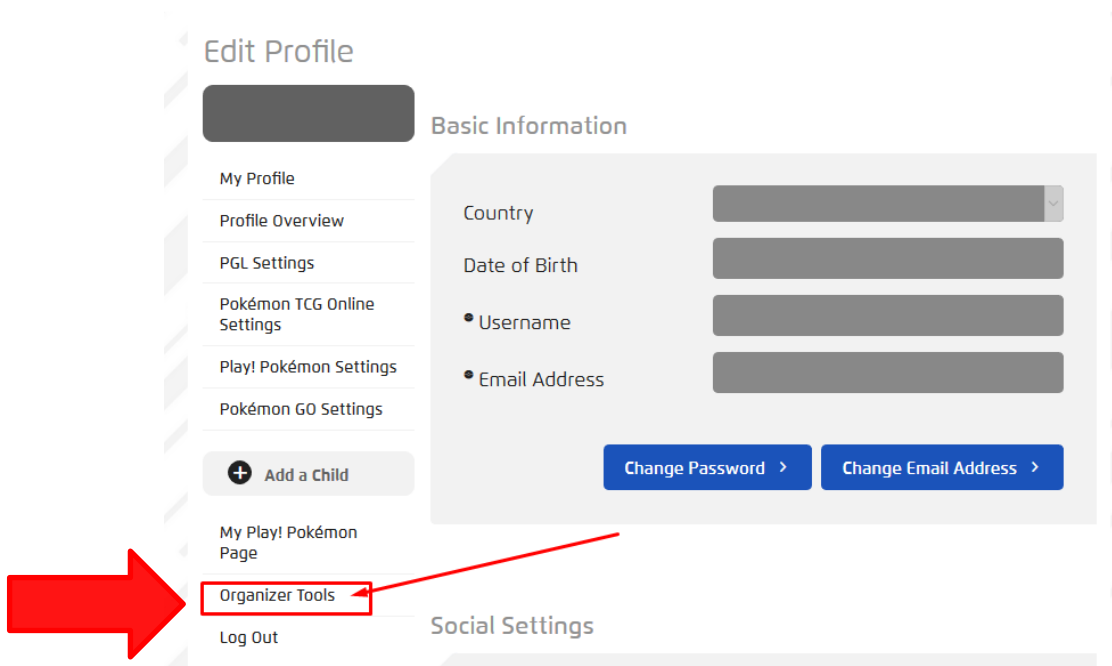 Edit Profile
Basic Information
My Profile
Profile Overview
PGL Settings
Pokémon TCG Online
Settings
Play! Pokémon Settings
Pokémon GO Settings
Add a Child
My Play! Pokémon
Page
Organizer Tools
Log Out
Country
Date of Birth
Username
Email Address
Change Password
Change Email Address
Social Settings